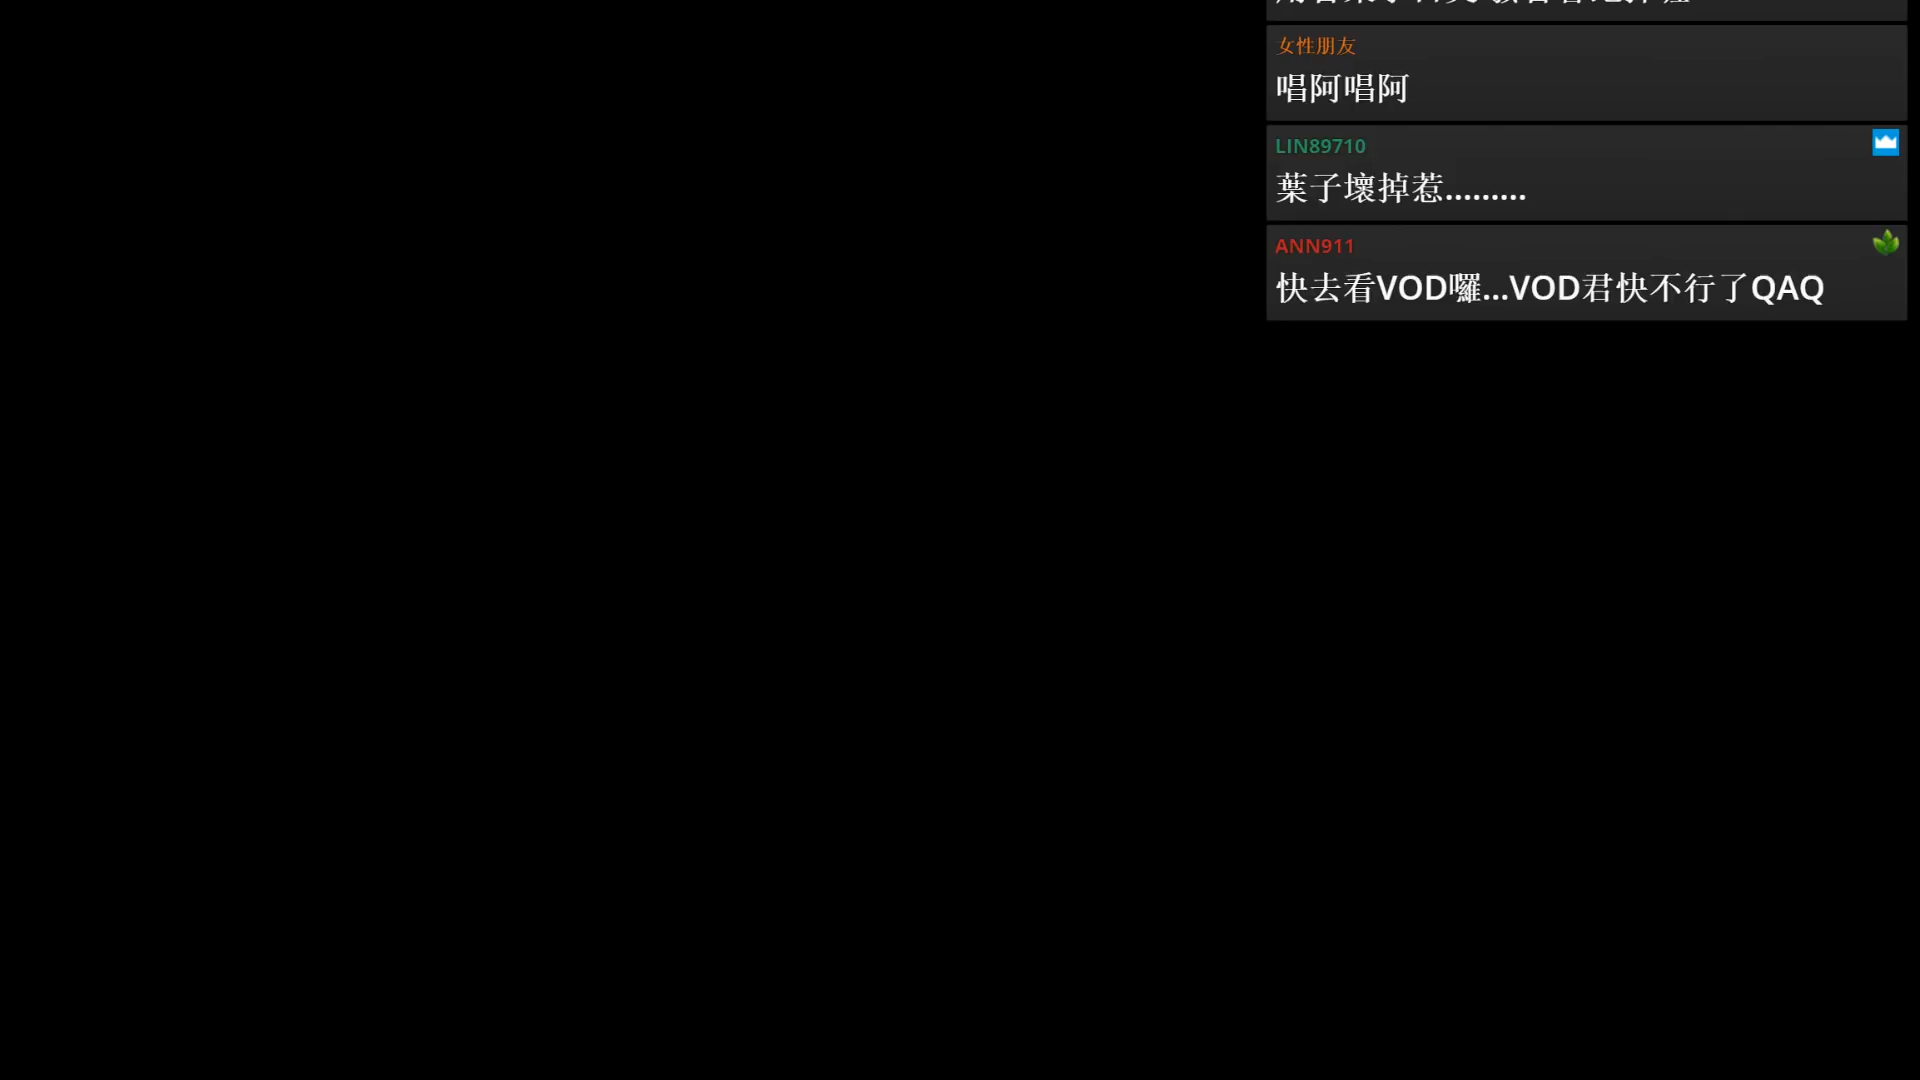 女性朋友
唱阿唱阿
LIN89710
葉子壞掉惹.........
ANN911
快去看VOD囉...VOD君快不行了QAQ